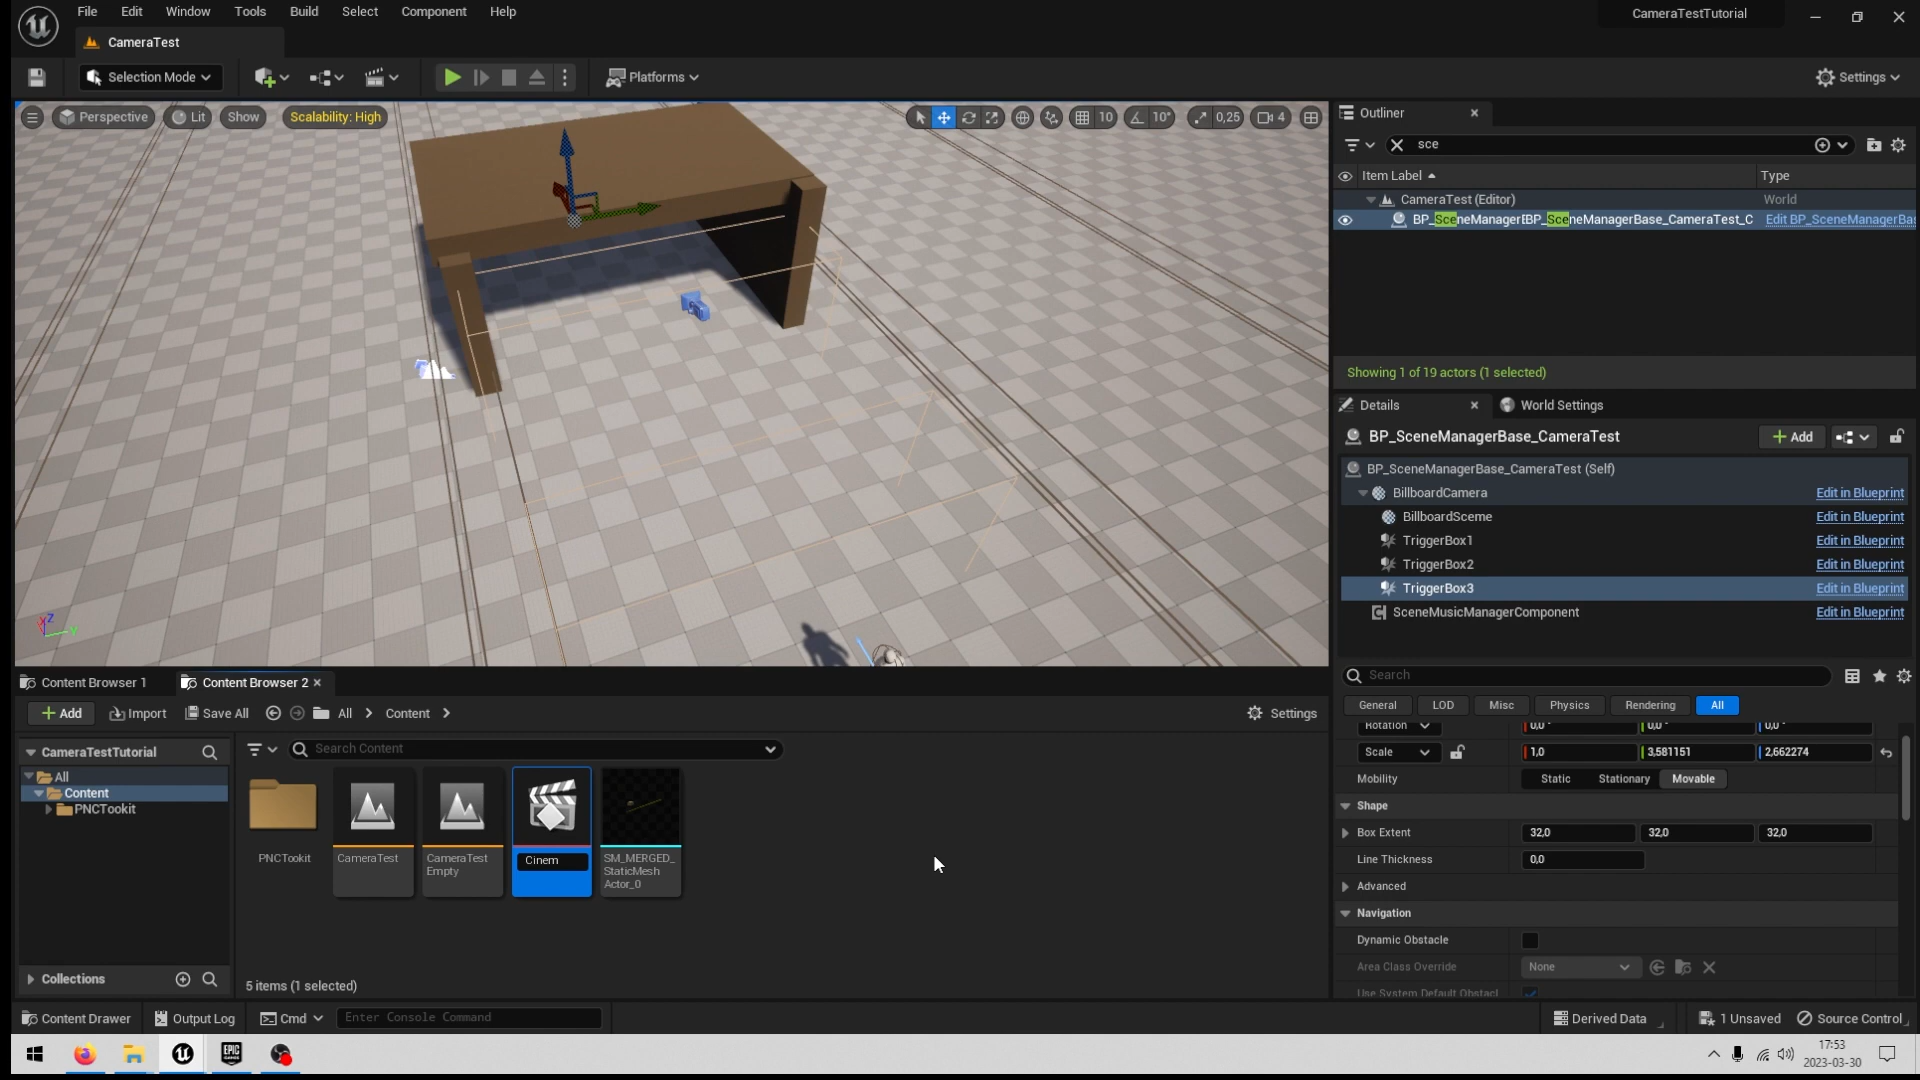 File Edit Window Tools Build Select Component Help
CameraTestTutorial
CameraTest
Selection Mode
Platforms
Settings
Perspective Lit Show Scalability: High
10 10° 0,25 4
Outliner
sce
Item Label Type
CameraTest (Editor) World
BP_SceneManagerBP_SceneManagerBase_CameraTest_C Edit BP_SceneManagerBas
Showing 1 of 19 actors (1 selected)
Details World Settings
BP_SceneManagerBase_CameraTest Add
BP_SceneManagerBase_CameraTest (Self)
BillboardCamera Edit in Blueprint
BillboardSceme Edit in Blueprint
TriggerBox1 Edit in Blueprint
TriggerBox2 Edit in Blueprint
TriggerBox3 Edit in Blueprint
SceneMusicManagerComponent Edit in Blueprint
Search
General LOD Misc Physics Rendering All
Rotation 0,0° 0,0° 0,0°
Scale 1,0 3,581151 2,662274
Mobility Static Stationary Movable
Shape
Box Extent 32,0 32,0 32,0
Line Thickness 0,0
Advanced
Navigation
Dynamic Obstacle
Area Class Override None
Use System Default Obstacl
X Z Y
Content Browser 1 Content Browser 2
Add Import Save All All Content Settings
CameraTestTutorial
Search Content
All
Content
PNCTookit
PNCTookit
CameraTest
CameraTest
Empty
Cinem
SM_MERGED_
StaticMesh
Actor_0
Collections
5 items (1 selected)
Content Drawer Output Log Cmd Enter Console Command Derived Data 1 Unsaved Source Control
EPIC
GAMES
17:53
2023-03-30